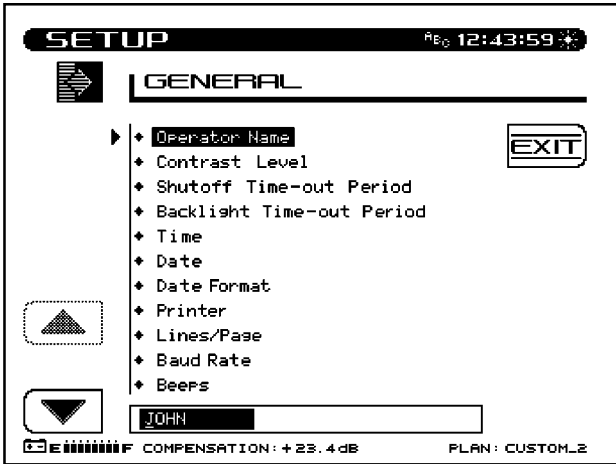 SETUP ABC 12:43:59
GENERAL
Operator Name
EXIT
Contrast Level
Shutoff Time-out Period
Backlight Time-out Period
Time
Date
Date Format
Printer
Lines/Page
Baud Rate
Beeps
JOHN
E F COMPENSATION:+23.4dB PLAN: CUSTOM_2